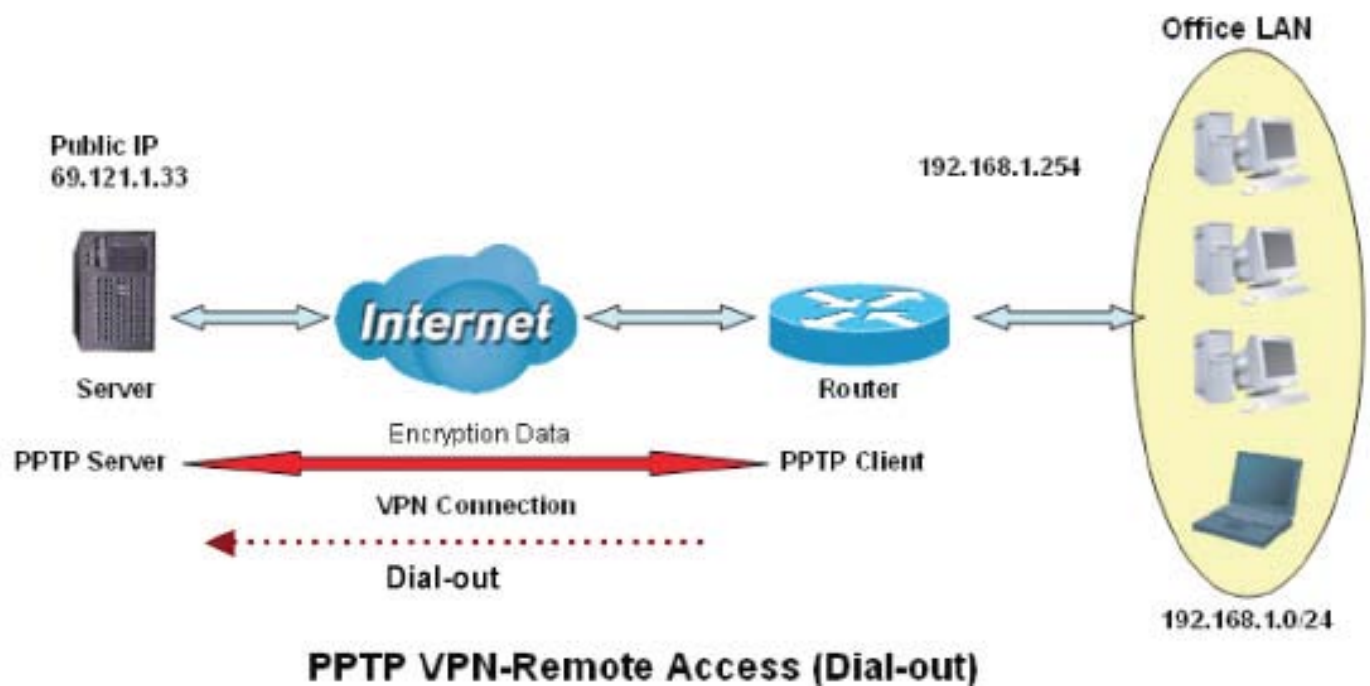 Office LAN
Public IP
69.121.1.33
192.168.1.254
Internet
Server
Router
Encryption Data
PPTP Server
PPTP Client
VPN Connection
Dial-out
192.168.1.0/24
PPTP VPN-Remote Access (Dial-out)